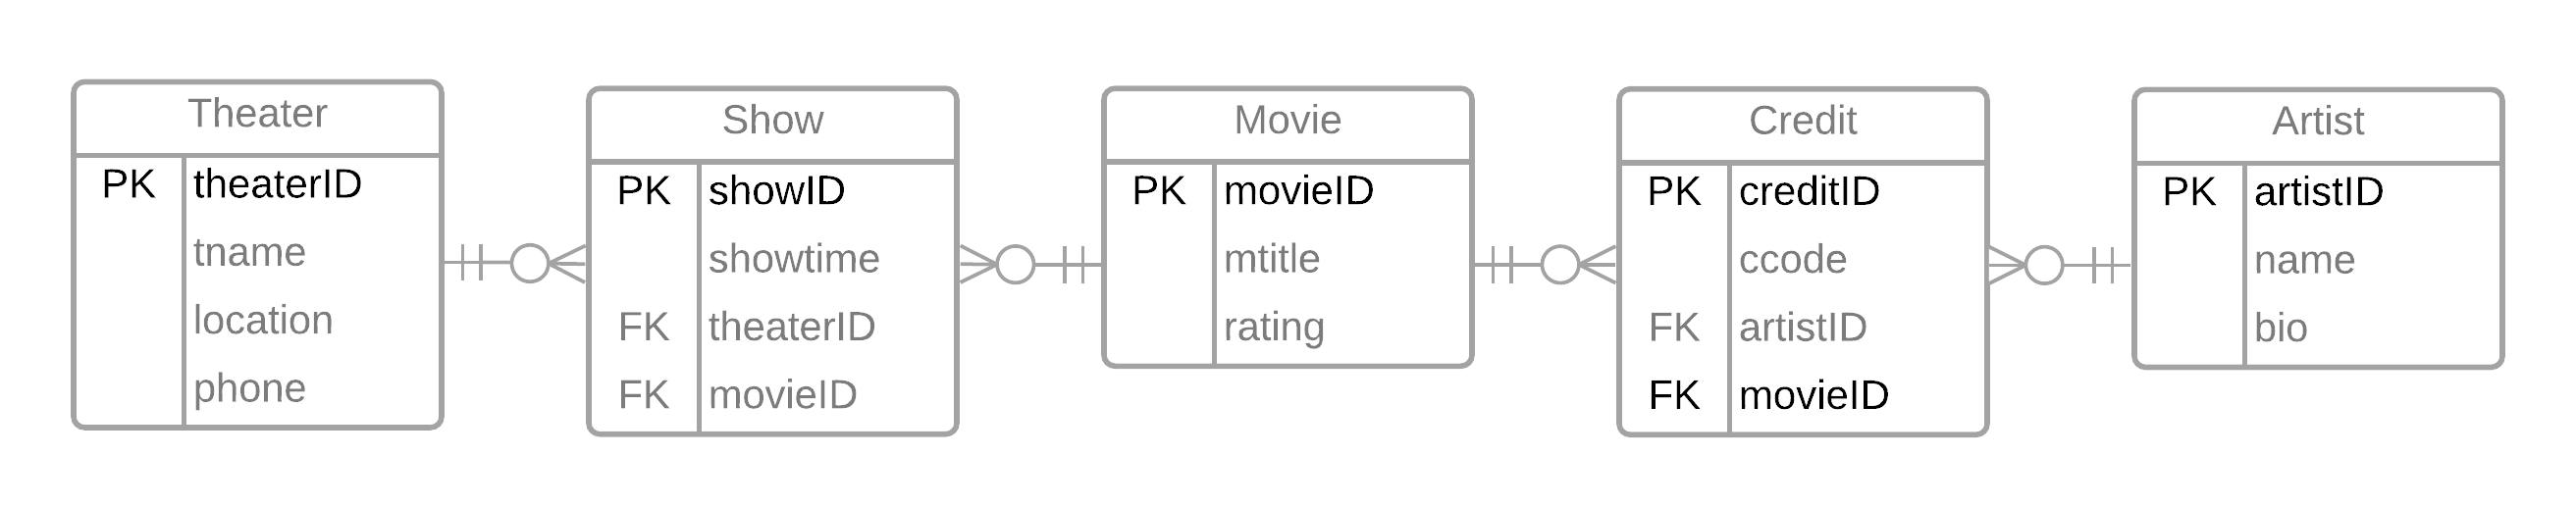 Theater
PK theaterID
tname
location
phone
Show
PK showID
showtime
FK theaterID
FK movieID
Movie
PK movieID
mtitle
rating
Credit
PK creditID
ccode
FK artistID
FK movieID
Artist
PK artistID
name
bio